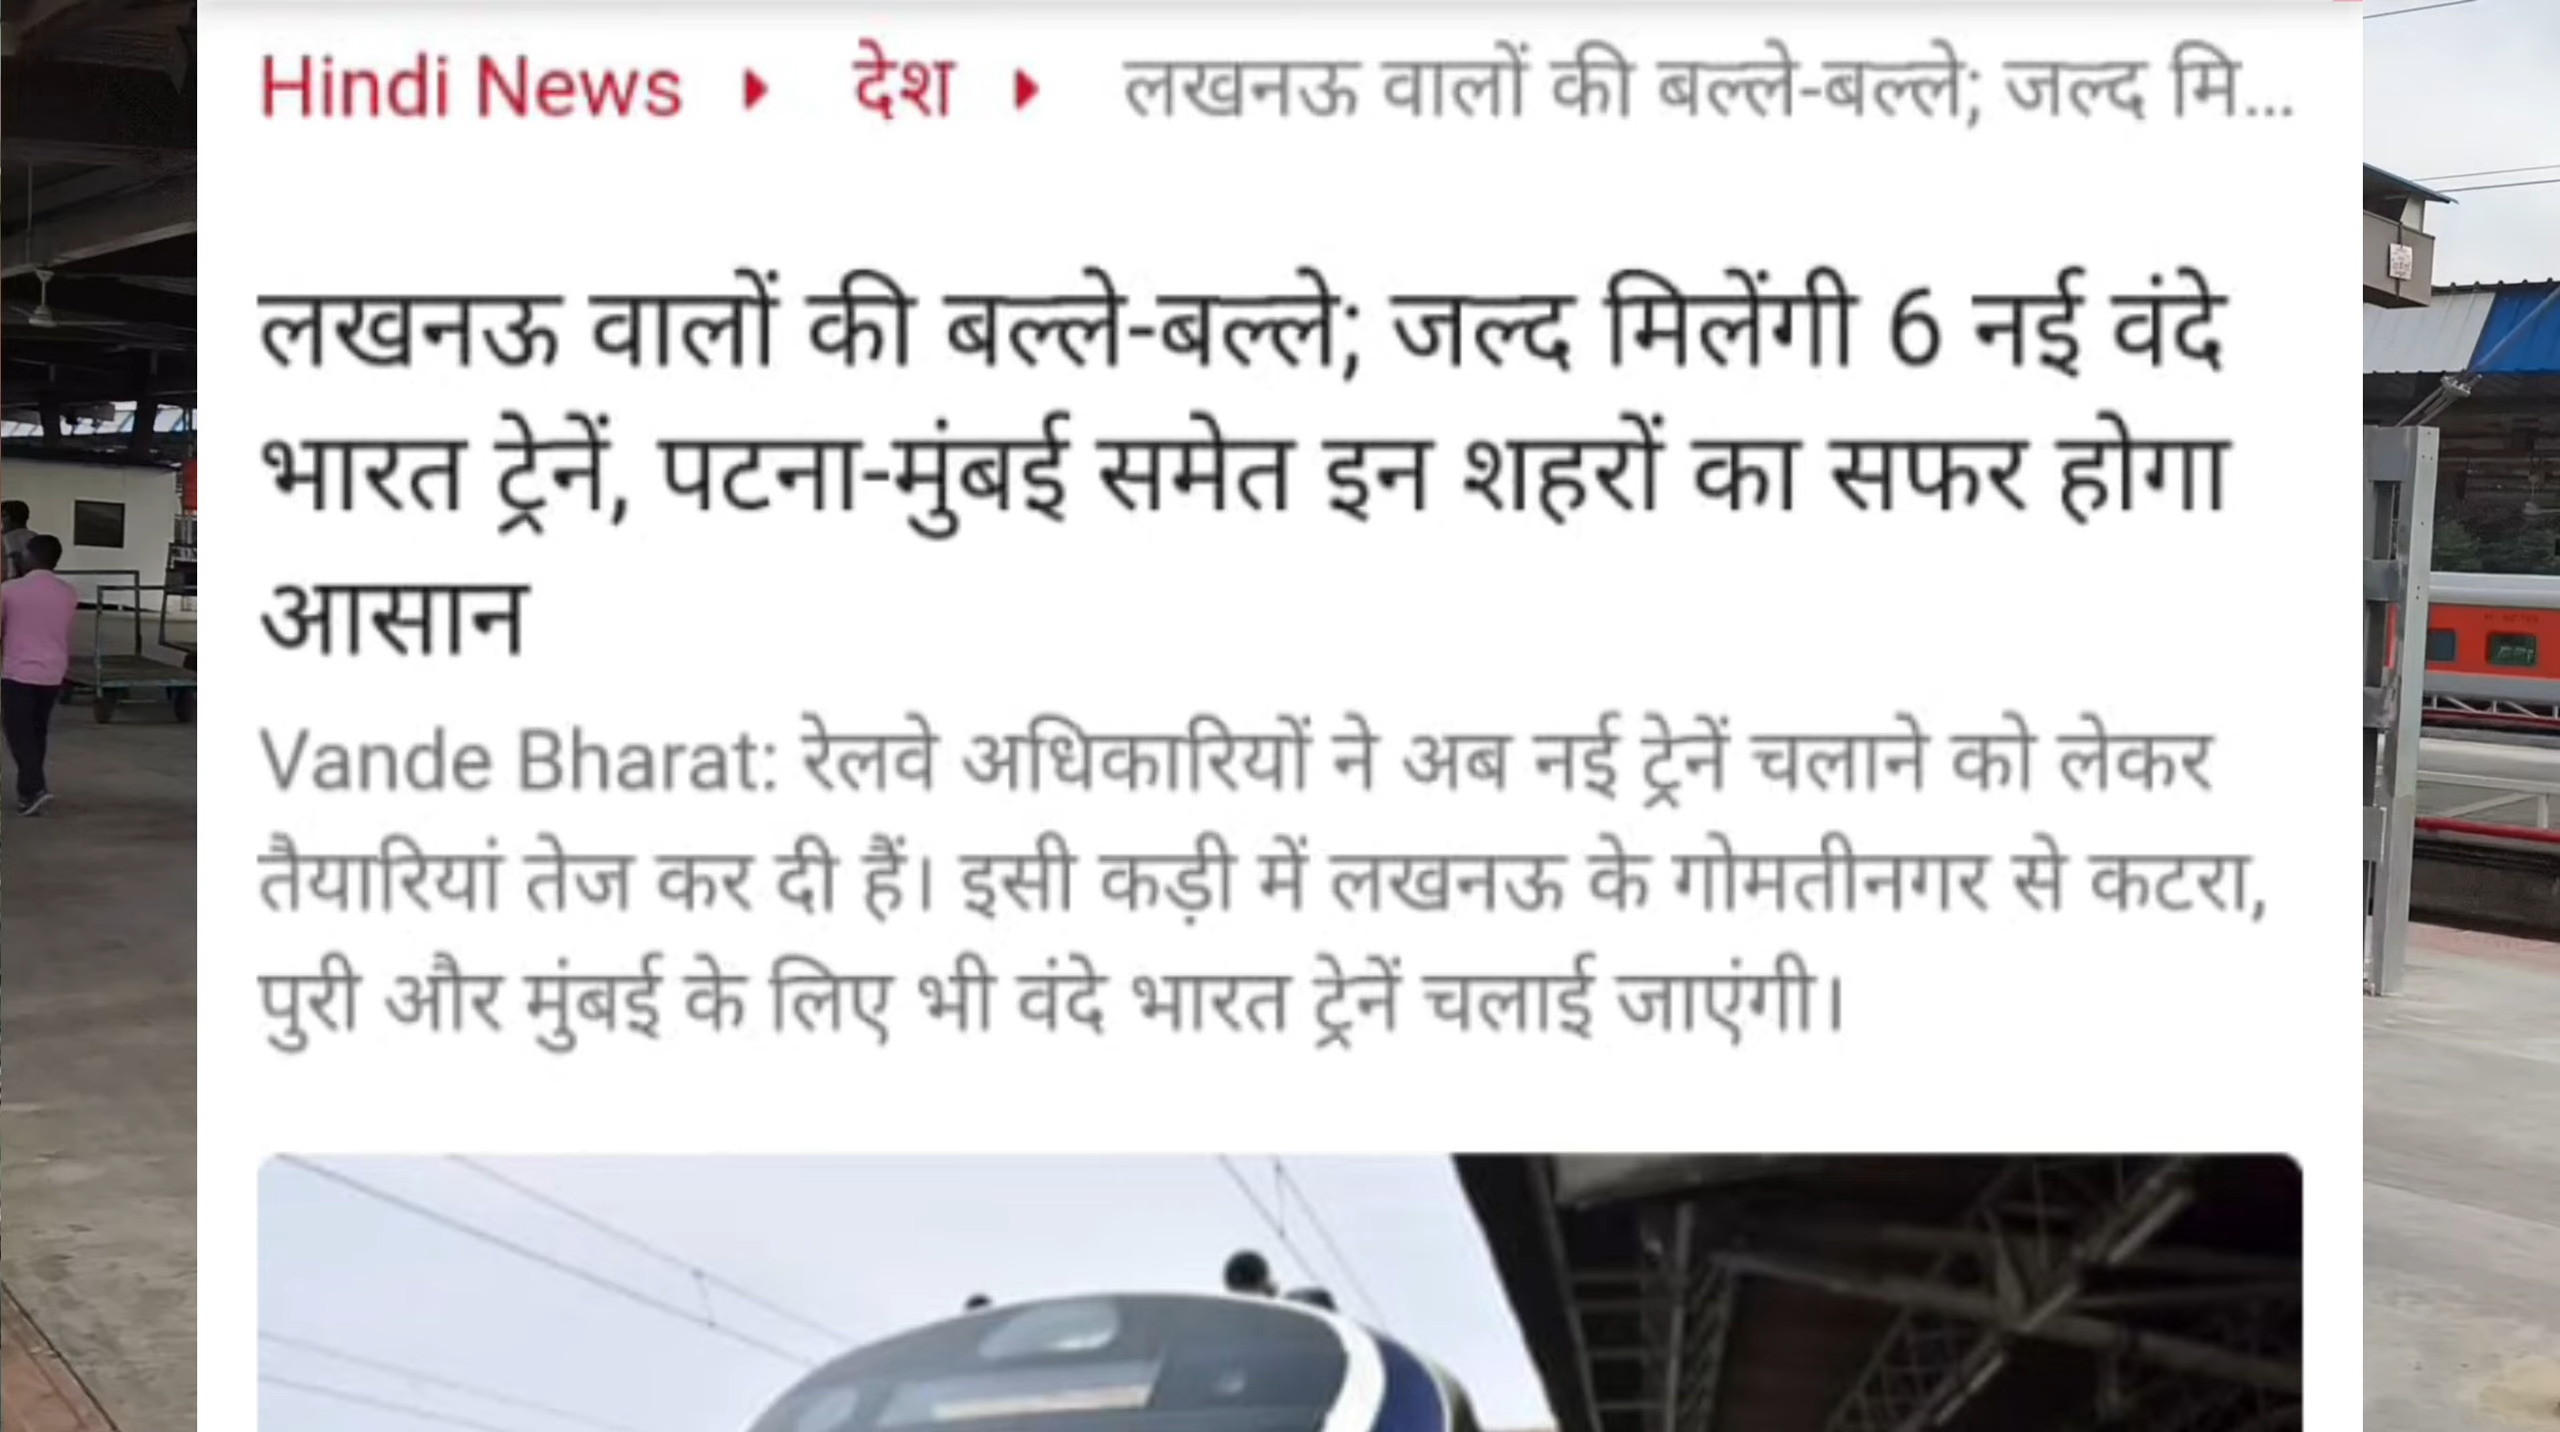 Hindi News ▸ देश ▸ लखनऊ वालों की बल्ले-बल्ले; जल्द मि...
लखनऊ वालों की बल्ले-बल्ले; जल्द मिलेंगी 6 नई वंदे
भारत ट्रेनें, पटना-मुंबई समेत इन शहरों का सफर होगा
आसान
Vande Bharat: रेलवे अधिकारियों ने अब नई ट्रेनें चलाने को लेकर
तैयारियां तेज कर दी हैं। इसी कड़ी में लखनऊ के गोमतीनगर से कटरा,
पुरी और मुंबई के लिए भी वंदे भारत ट्रेनें चलाई जाएंगी।